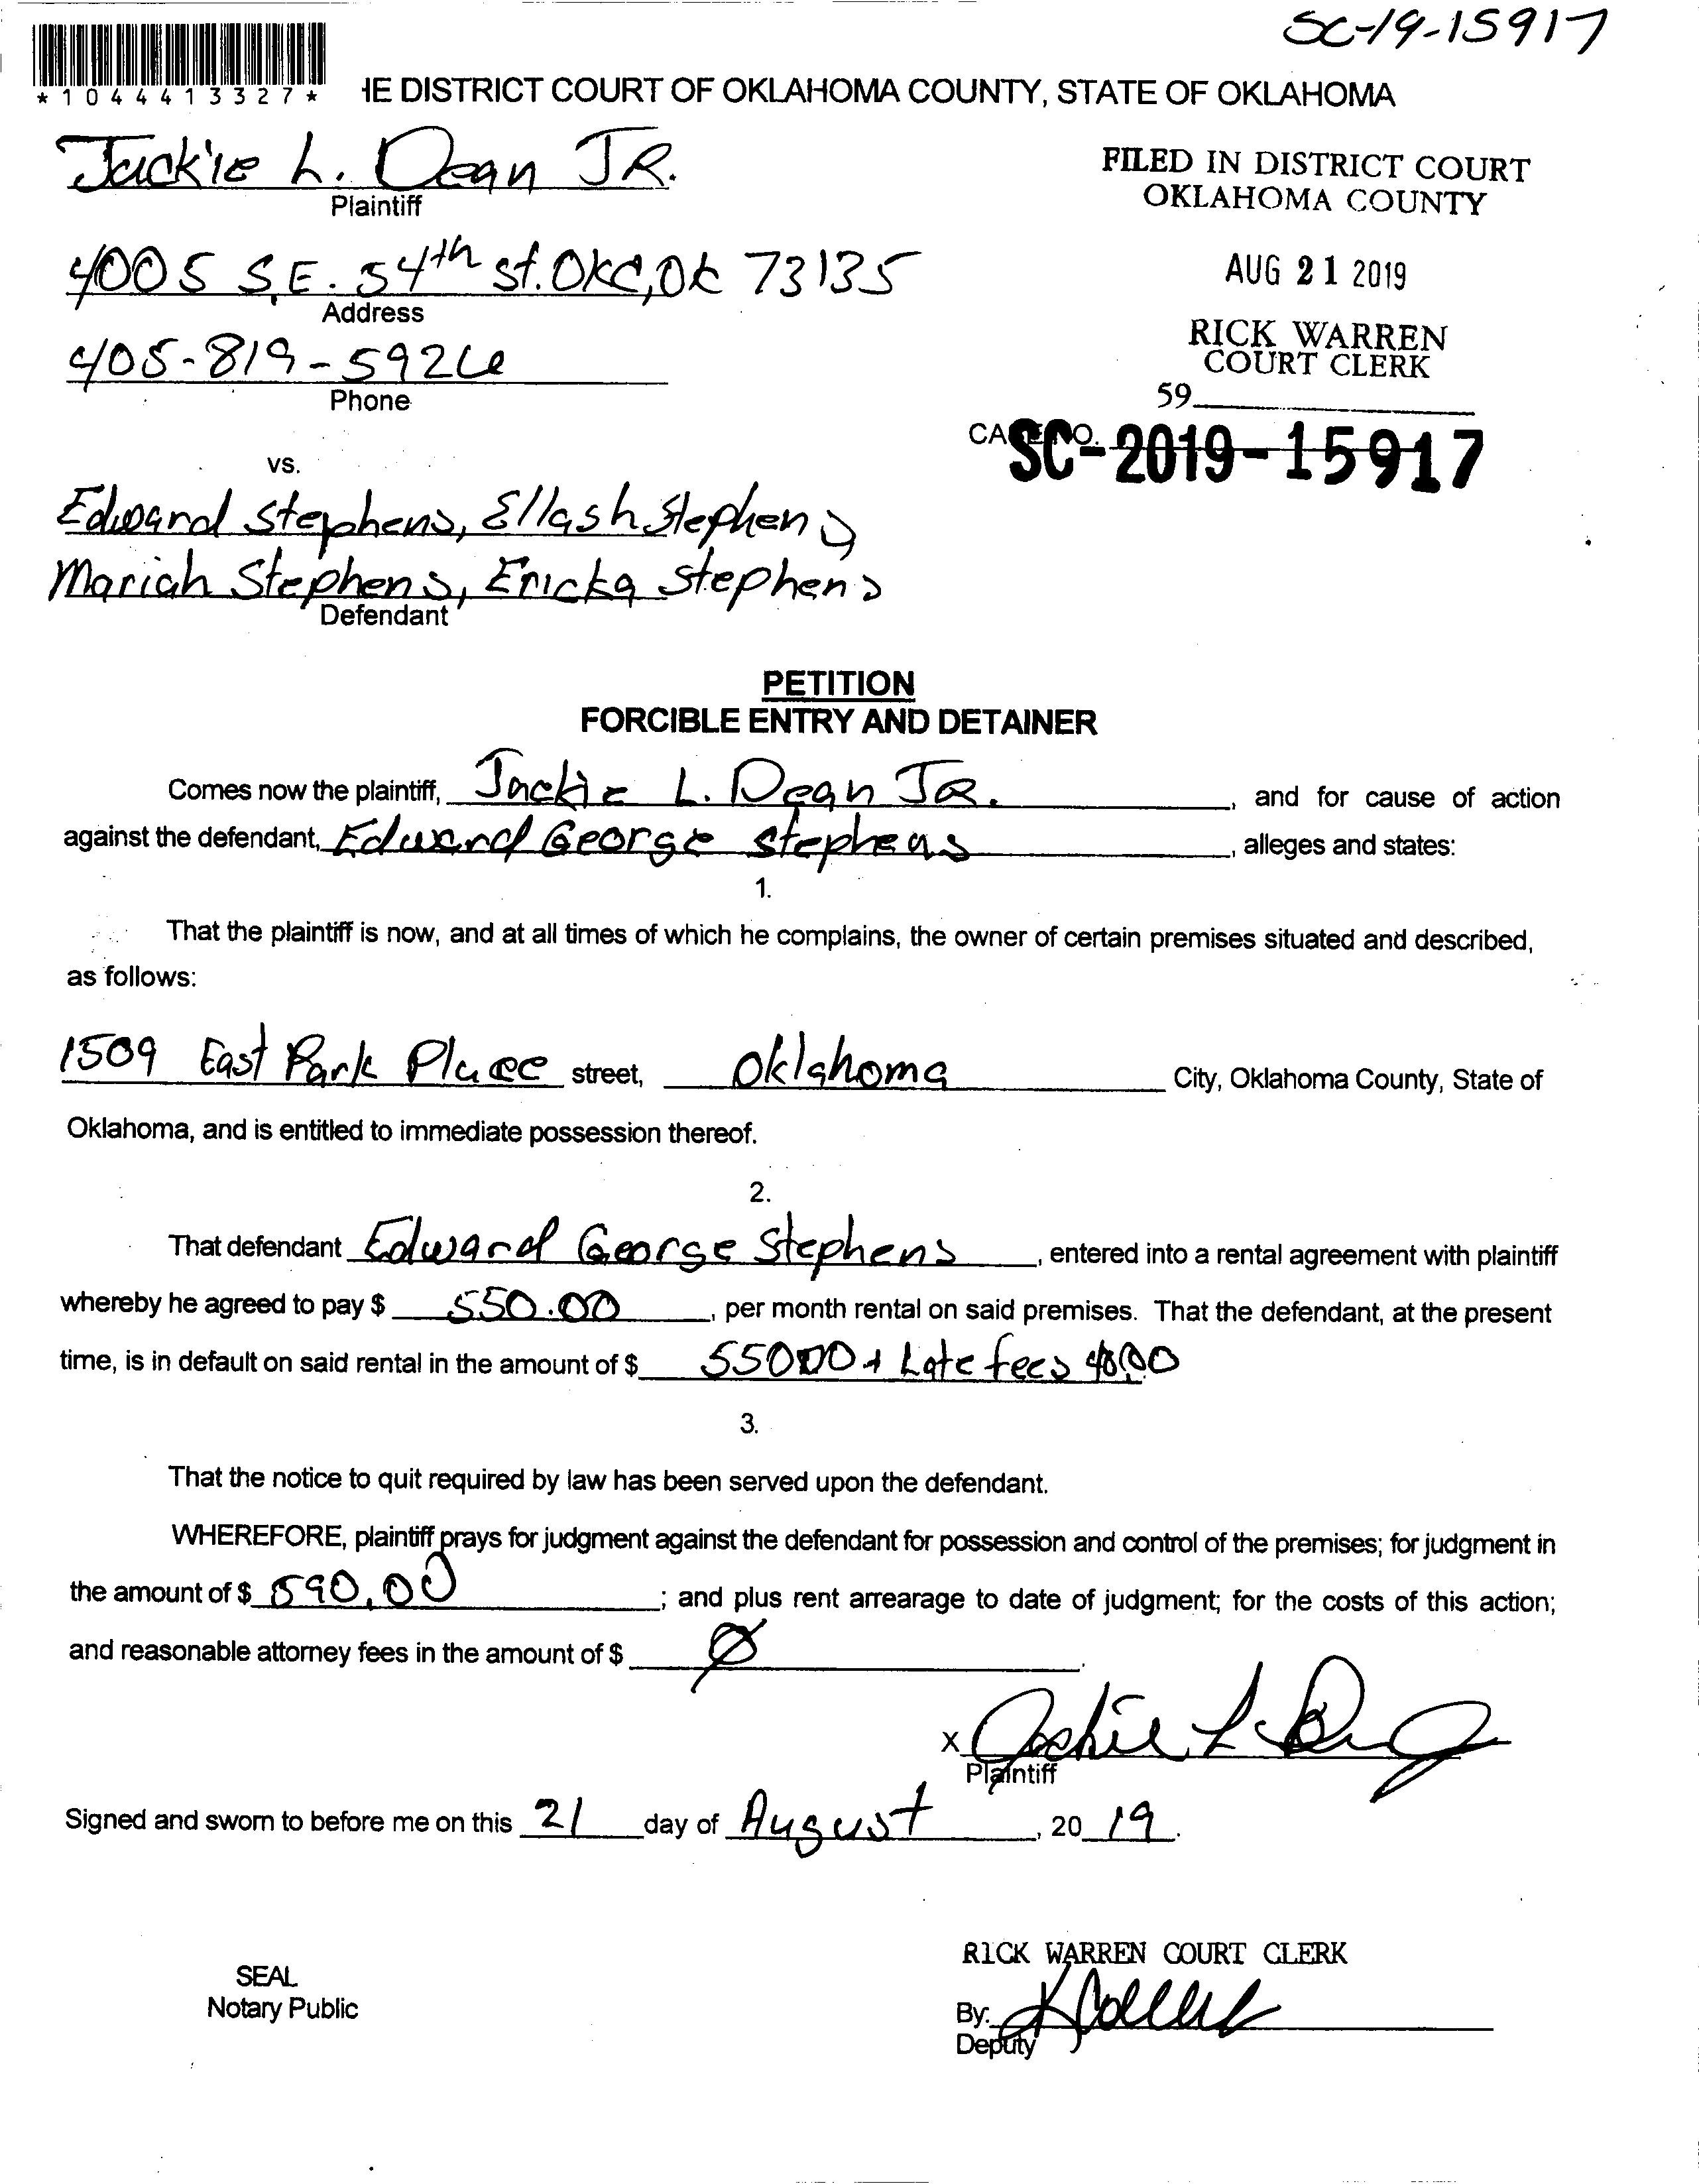 SC-19-15917
*1044413327*
HE DISTRICT COURT OF OKLAHOMA COUNTY, STATE OF OKLAHOMA
Jackie L. Dean JR.
Plaintiff
FILED IN DISTRICT COURT
OKLAHOMA COUNTY
4005 S.E. 54th st. OKC, OK 73135
Address
AUG 21 2019
405-819-5926
Phone
RICK WARREN
COURT CLERK
59
CASE NO.
SC-2019-15917
vs.
Edward Stephens, Ellash Stephens
Mariah Stephens, Ericka Stephens
Defendant
PETITION
FORCIBLE ENTRY AND DETAINER
Comes now the plaintiff, Jackie L. Dean JR. , and for cause of action
against the defendant, Edward George Stephens , alleges and states:
1.
That the plaintiff is now, and at all times of which he complains, the owner of certain premises situated and described,
as follows:
1509 East Park Place street, Oklahoma City, Oklahoma County, State of
Oklahoma, and is entitled to immediate possession thereof.
2.
That defendant Edward George Stephens , entered into a rental agreement with plaintiff
whereby he agreed to pay $ 550.00 , per month rental on said premises. That the defendant, at the present
time, is in default on said rental in the amount of $ 550.00 + Late fees 40.00
3.
That the notice to quit required by law has been served upon the defendant.
WHEREFORE, plaintiff prays for judgment against the defendant for possession and control of the premises; for judgment in
the amount of $ 590.00 ; and plus rent arrearage to date of judgment; for the costs of this action;
and reasonable attorney fees in the amount of $ Ø .
X Jackie L Dean Jr
Plaintiff
Signed and sworn to before me on this 21 day of August , 20 19 .
RICK WARREN COURT CLERK
SEAL
Notary Public
By:
Deputy